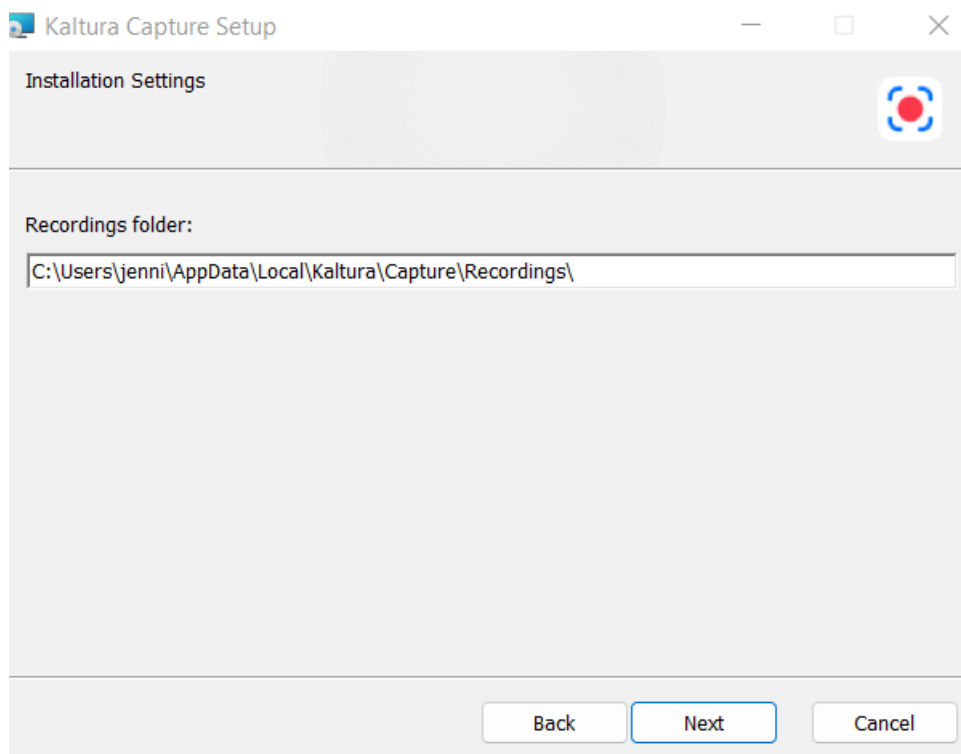 Kaltura Capture Setup
Installation Settings
Recordings folder:
C:\Users\jenni\AppData\Local\Kaltura\Capture\Recordings\
Back Next Cancel